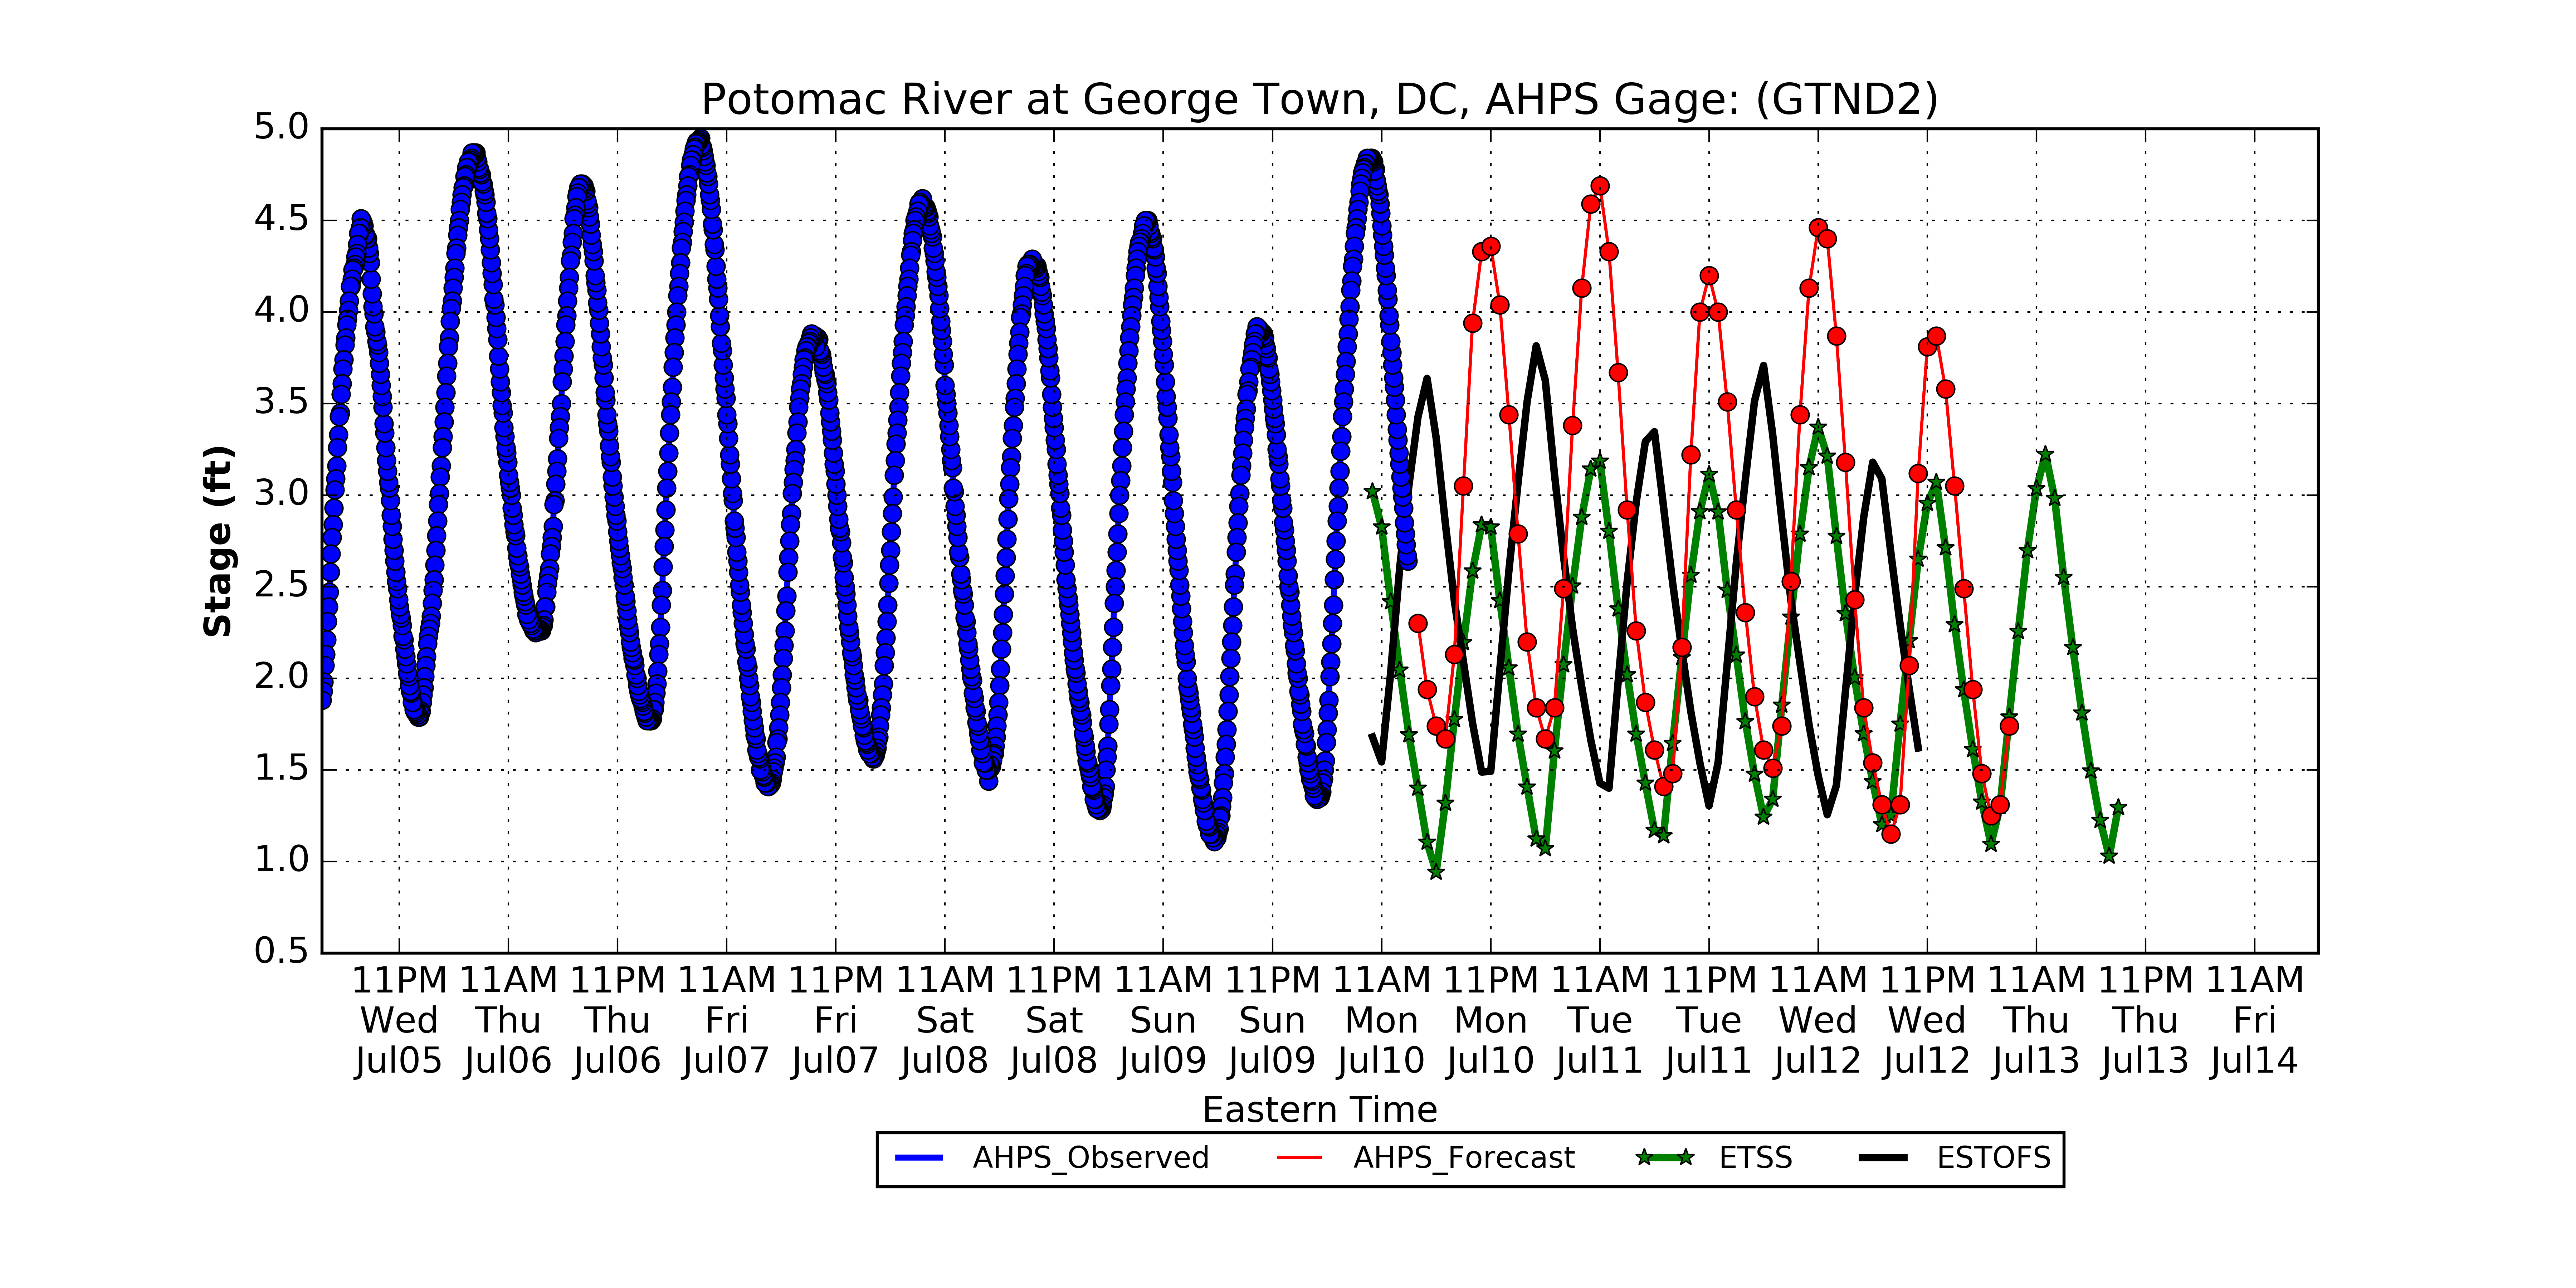 Potomac River at George Town, DC, AHPS Gage: (GTND2)
5.0
4.5
4.0
3.5
3.0
2.5
2.0
1.5
1.0
0.5
Stage (ft)
11PM 11AM 11PM 11AM 11PM 11AM 11PM 11AM 11PM 11AM 11PM 11AM 11PM 11AM 11PM 11AM 11PM 11AM
Wed Thu Thu Fri Fri Sat Sat Sun Sun Mon Mon Tue Tue Wed Wed Thu Thu Fri
Jul05 Jul06 Jul06 Jul07 Jul07 Jul08 Jul08 Jul09 Jul09 Jul10 Jul10 Jul11 Jul11 Jul12 Jul12 Jul13 Jul13 Jul14
Eastern Time
AHPS_Observed AHPS_Forecast ETSS ESTOFS